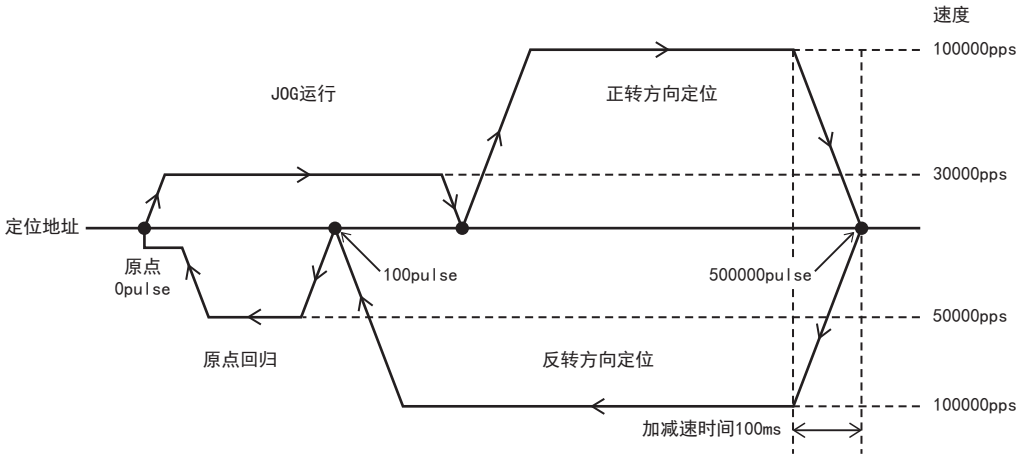 速度
100000pps
JOG运行
正转方向定位
30000pps
定位地址
原点
0pulse
100pulse
500000pulse
50000pps
原点回归
反转方向定位
100000pps
加减速时间100ms